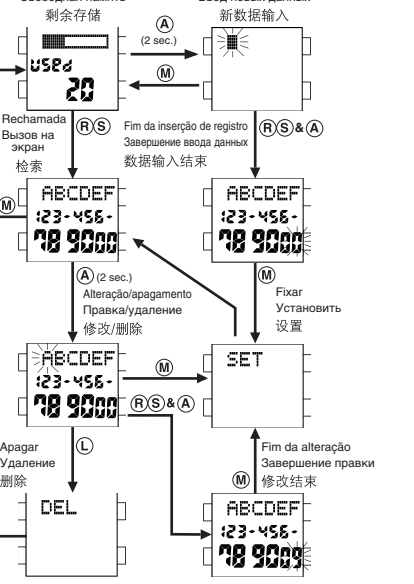 剩余存储
新数据输入
A
(2 sec.)
USEd
20
M
Rechamada
Вызов на
экран
检索
R S
Fim da inserção de registro
Завершение ввода данных
数据输入结束
R S & A
M
ABCDEF
123-456-
78 9000
ABCDEF
123-456-
78 9000
A (2 sec.)
Alteração/apagamento
Правка/удаление
修改/删除
M
Fixar
Установить
设置
ABCDEF
123-456-
78 9000
M
SET
R S & A
Apagar
Удаление
删除
L
Fim da alteração
Завершение правки
M 修改结束
DEL
ABCDEF
123-456-
78 9009